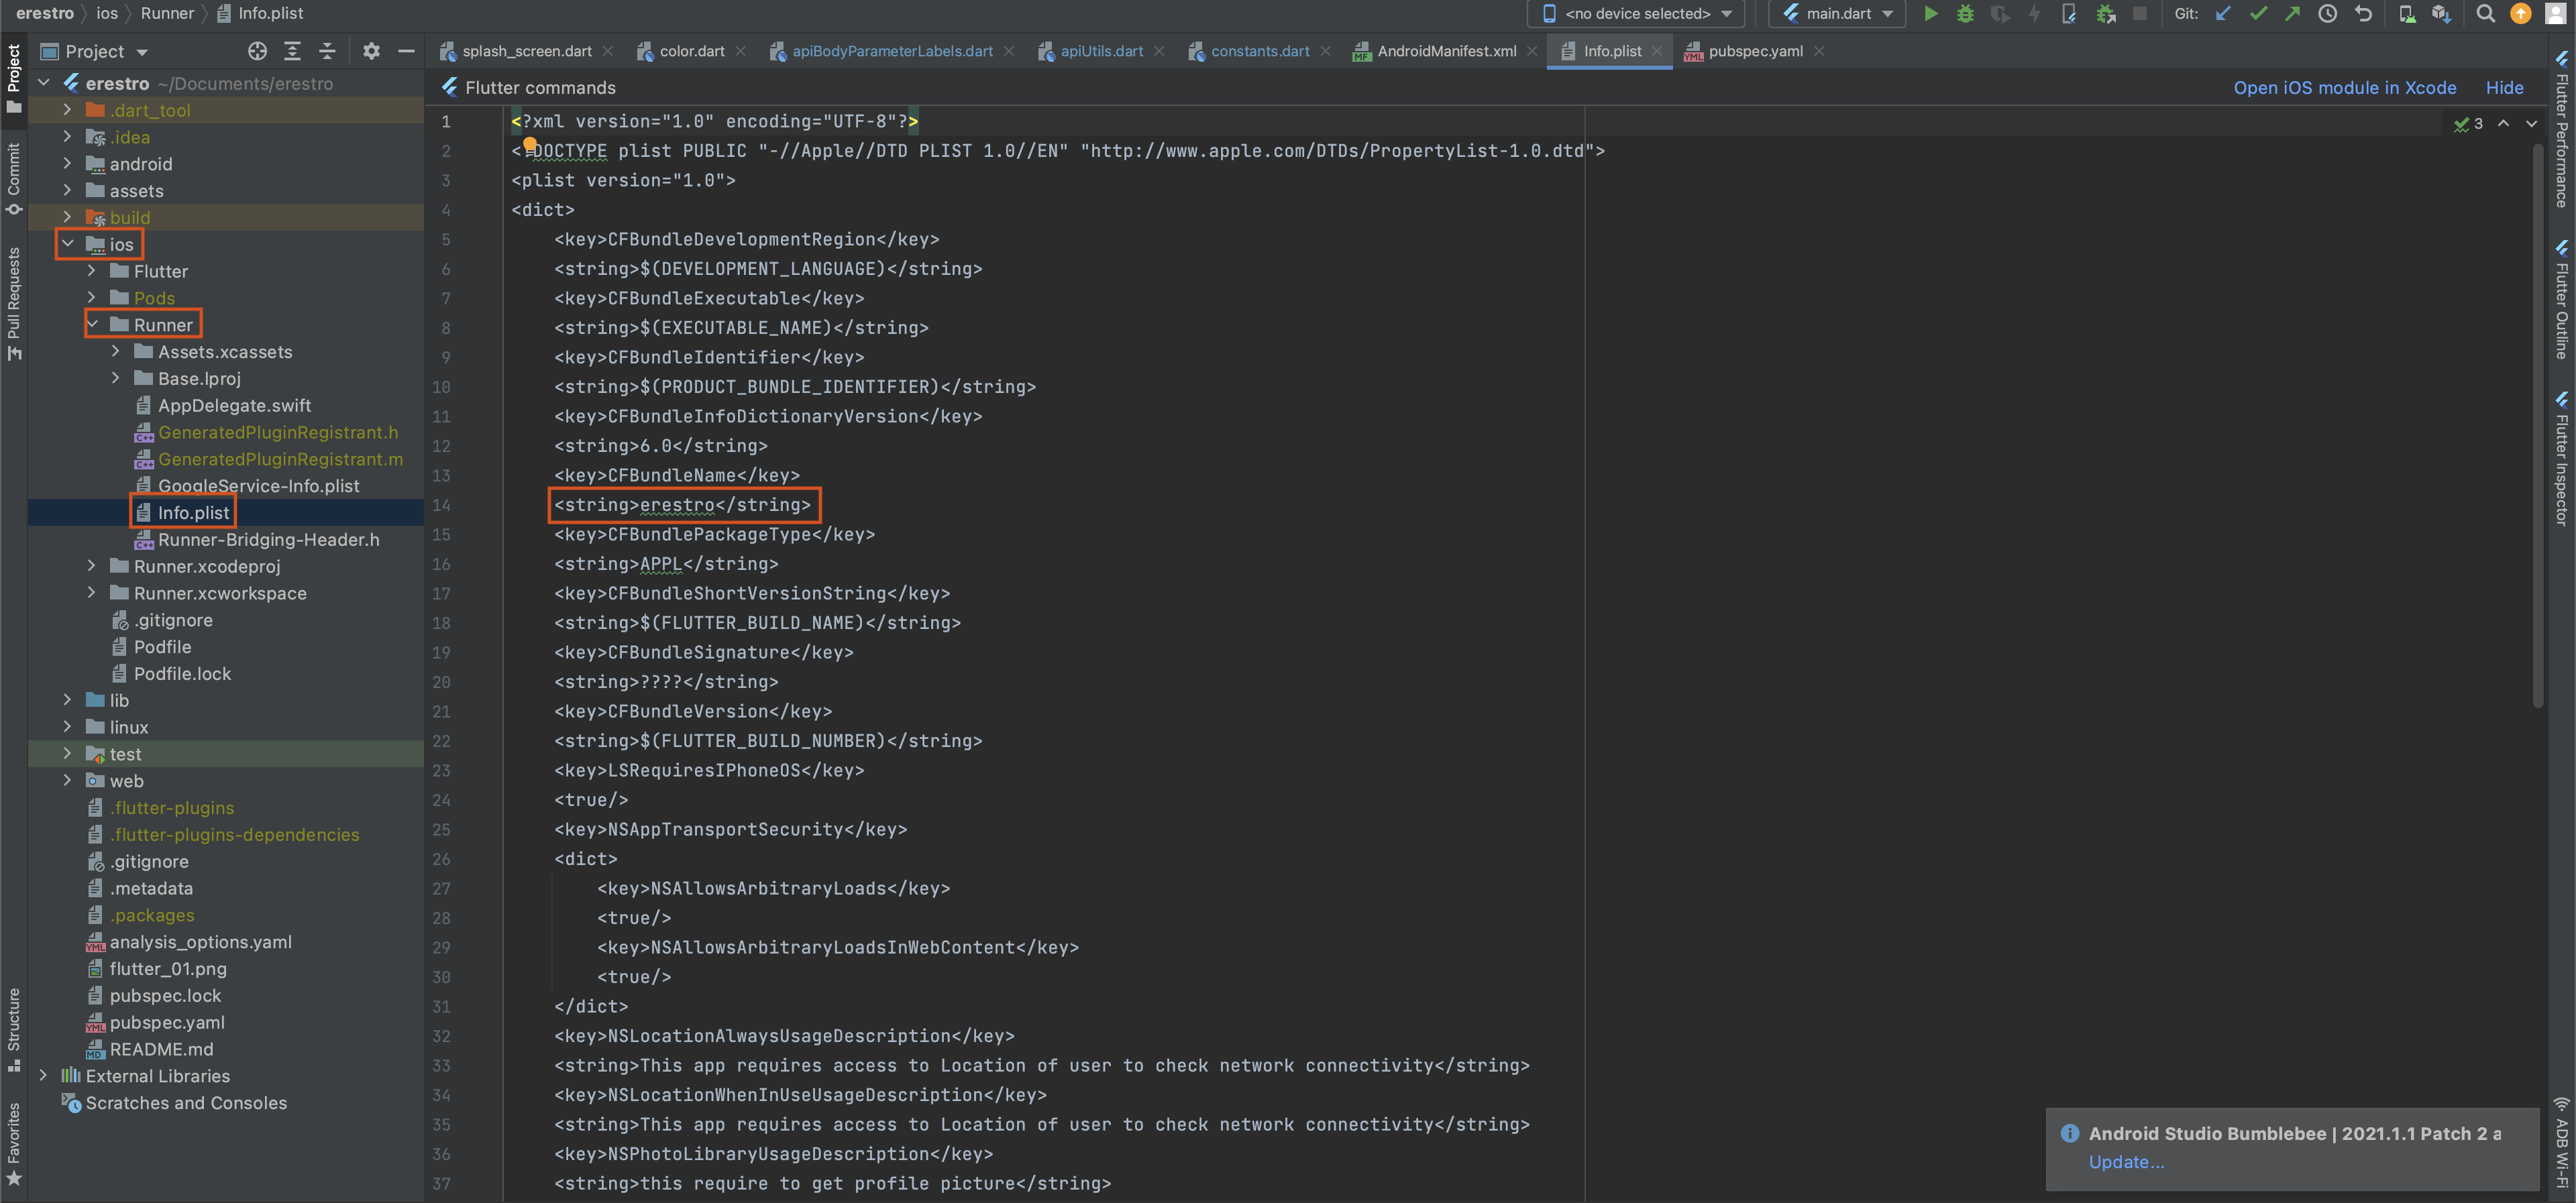 erestro ios Runner Info.plist
<no device selected> main.dart Git:
Project
splash_screen.dart color.dart apiBodyParameterLabels.dart apiUtils.dart constants.dart AndroidManifest.xml Info.plist pubspec.yaml
Flutter commands Open iOS module in Xcode Hide
Project
Commit
Pull Requests
Structure
Favorites
erestro ~/Documents/erestro
.dart_tool
.idea
android
assets
build
ios
Flutter
Pods
Runner
Assets.xcassets
Base.lproj
AppDelegate.swift
GeneratedPluginRegistrant.h
GeneratedPluginRegistrant.m
GoogleService-Info.plist
Info.plist
Runner-Bridging-Header.h
Runner.xcodeproj
Runner.xcworkspace
.gitignore
Podfile
Podfile.lock
lib
linux
test
web
.flutter-plugins
.flutter-plugins-dependencies
.gitignore
.metadata
.packages
analysis_options.yaml
flutter_01.png
pubspec.lock
pubspec.yaml
README.md
External Libraries
Scratches and Consoles
1 <?xml version="1.0" encoding="UTF-8"?>
2 <!DOCTYPE plist PUBLIC "-//Apple//DTD PLIST 1.0//EN" "http://www.apple.com/DTDs/PropertyList-1.0.dtd">
3 <plist version="1.0">
4 <dict>
5 <key>CFBundleDevelopmentRegion</key>
6 <string>$(DEVELOPMENT_LANGUAGE)</string>
7 <key>CFBundleExecutable</key>
8 <string>$(EXECUTABLE_NAME)</string>
9 <key>CFBundleIdentifier</key>
10 <string>$(PRODUCT_BUNDLE_IDENTIFIER)</string>
11 <key>CFBundleInfoDictionaryVersion</key>
12 <string>6.0</string>
13 <key>CFBundleName</key>
14 <string>erestro</string>
15 <key>CFBundlePackageType</key>
16 <string>APPL</string>
17 <key>CFBundleShortVersionString</key>
18 <string>$(FLUTTER_BUILD_NAME)</string>
19 <key>CFBundleSignature</key>
20 <string>????</string>
21 <key>CFBundleVersion</key>
22 <string>$(FLUTTER_BUILD_NUMBER)</string>
23 <key>LSRequiresIPhoneOS</key>
24 <true/>
25 <key>NSAppTransportSecurity</key>
26 <dict>
27 <key>NSAllowsArbitraryLoads</key>
28 <true/>
29 <key>NSAllowsArbitraryLoadsInWebContent</key>
30 <true/>
31 </dict>
32 <key>NSLocationAlwaysUsageDescription</key>
33 <string>This app requires access to Location of user to check network connectivity</string>
34 <key>NSLocationWhenInUseUsageDescription</key>
35 <string>This app requires access to Location of user to check network connectivity</string>
36 <key>NSPhotoLibraryUsageDescription</key>
37 <string>this require to get profile picture</string>
3
Flutter Performance
Flutter Outline
Flutter Inspector
ADB Wi-Fi
Android Studio Bumblebee | 2021.1.1 Patch 2 a
Update...